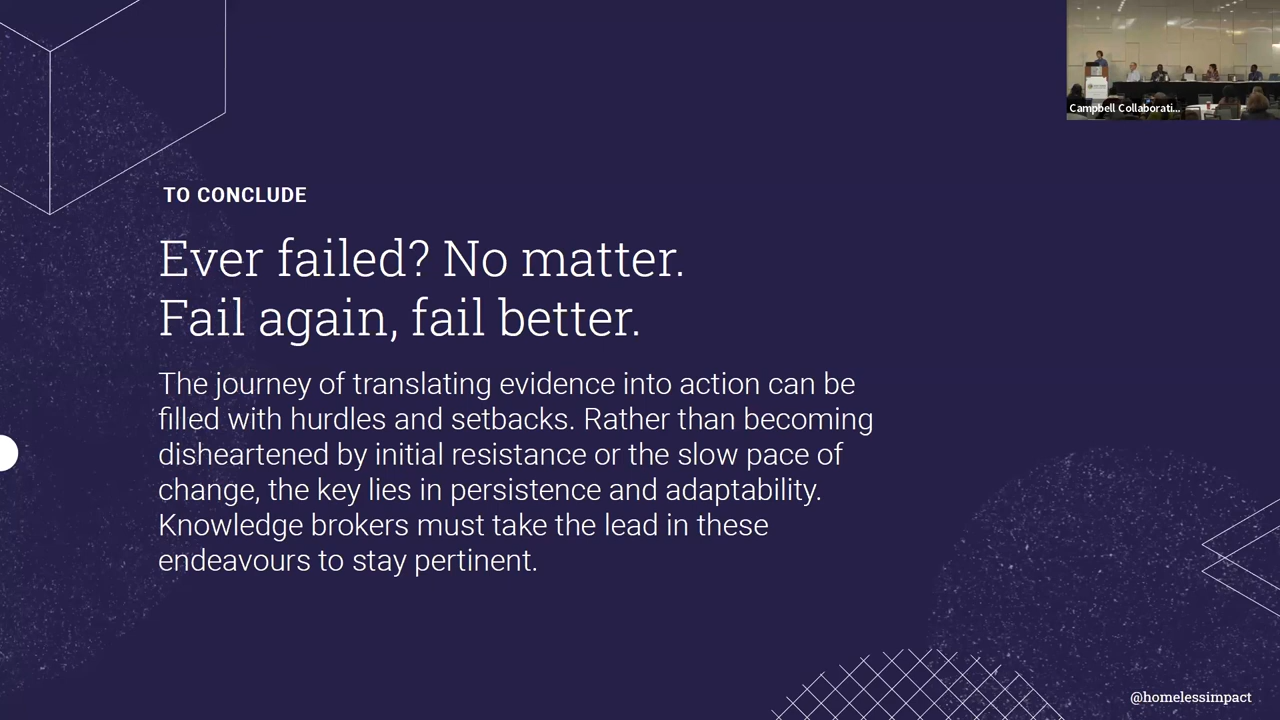 Campbell Collaborati...
TO CONCLUDE
Ever failed? No matter.
Fail again, fail better.
The journey of translating evidence into action can be
filled with hurdles and setbacks. Rather than becoming
disheartened by initial resistance or the slow pace of
change, the key lies in persistence and adaptability.
Knowledge brokers must take the lead in these
endeavours to stay pertinent.
@homelessimpact